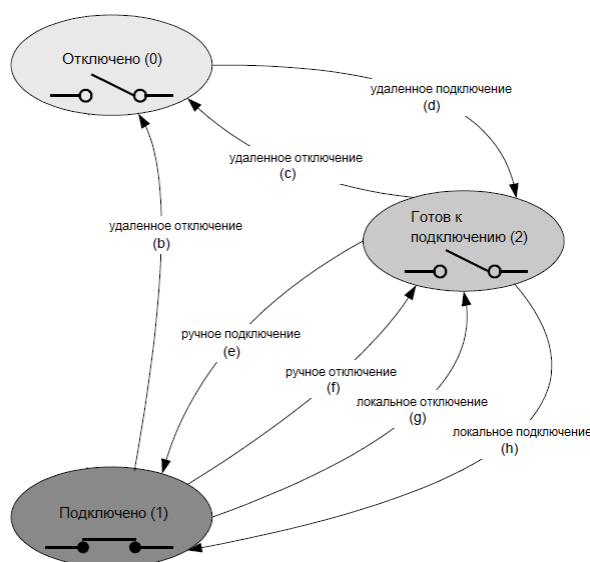 Отключено (0)
удаленное подключение
(d)
удаленное отключение
(c)
Готов к
подключению (2)
удаленное отключение
(b)
ручное подключение
(e)
ручное отключение
(f)
локальное отключение
(g)
локальное подключение
(h)
Подключено (1)